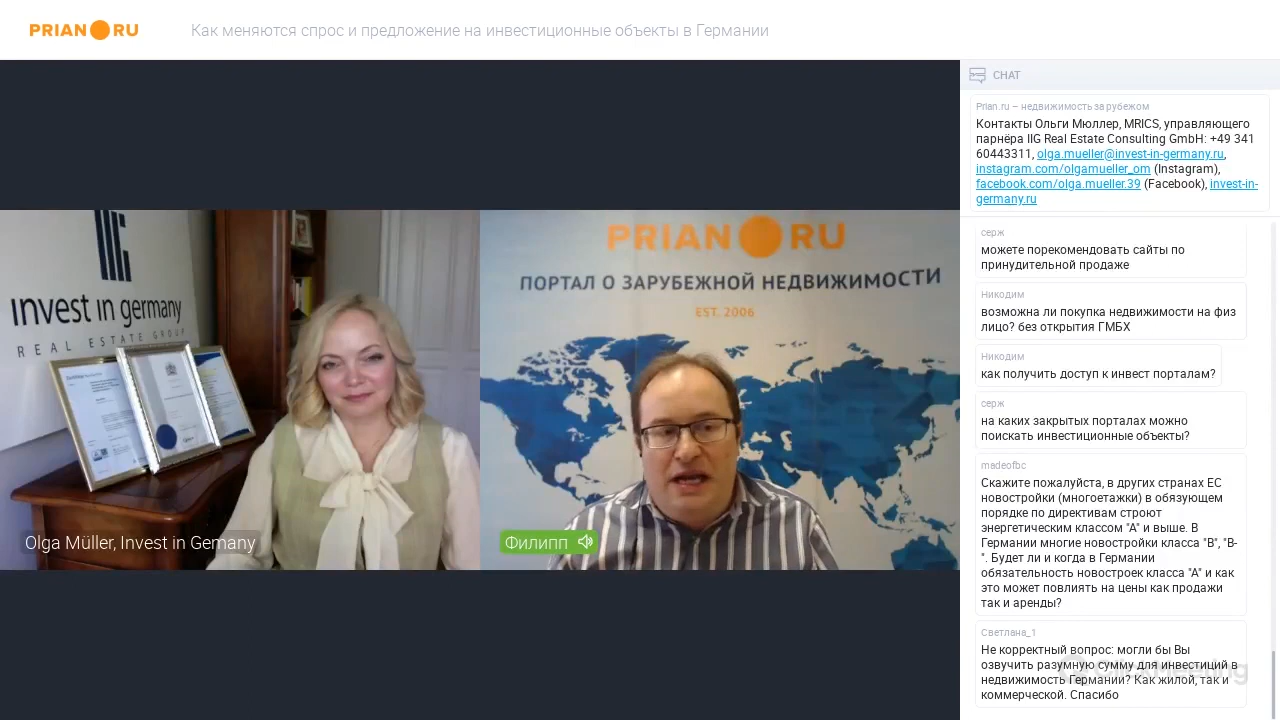 PRIAN RU
Как меняются спрос и предложение на инвестиционные объекты в Германии
CHAT
Prian.ru – недвижимость за рубежом
Контакты Ольги Мюллер, MRICS, управляющего
парнёра IIG Real Estate Consulting GmbH: +49 341
60443311, olga.mueller@invest-in-germany.ru,
instagram.com/olgamueller_om (Instagram),
facebook.com/olga.mueller.39 (Facebook), invest-in-
germany.ru
invest in germany
REAL ESTATE GROUP
Olga Müller, Invest in Gemany
PRIAN RU
ПОРТАЛ О ЗАРУБЕЖНОЙ НЕДВИЖИМОСТИ
EST. 2006
Филипп
серж
можете порекомендовать сайты по
принудительной продаже
Никодим
возможна ли покупка недвижимости на физ
лицо? без открытия ГМБХ
Никодим
как получить доступ к инвест порталам?
серж
на каких закрытых порталах можно
поискать инвестиционные объекты?
madeofbc
Скажите пожалуйста, в других странах ЕС
новостройки (многоетажки) в обязующем
порядке по директивам строют
энергетическим классом "А" и выше. В
Германии многие новостройки класса "В", "В-
". Будет ли и когда в Германии
обязательность новостроек класса "А" и как
это может повлиять на цены как продажи
так и аренды?
Светлана_1
Не корректный вопрос: могли бы Вы
озвучить разумную сумму для инвестиций в
недвижимость Германии? Как жилой, так и
коммерческой. Спасибо